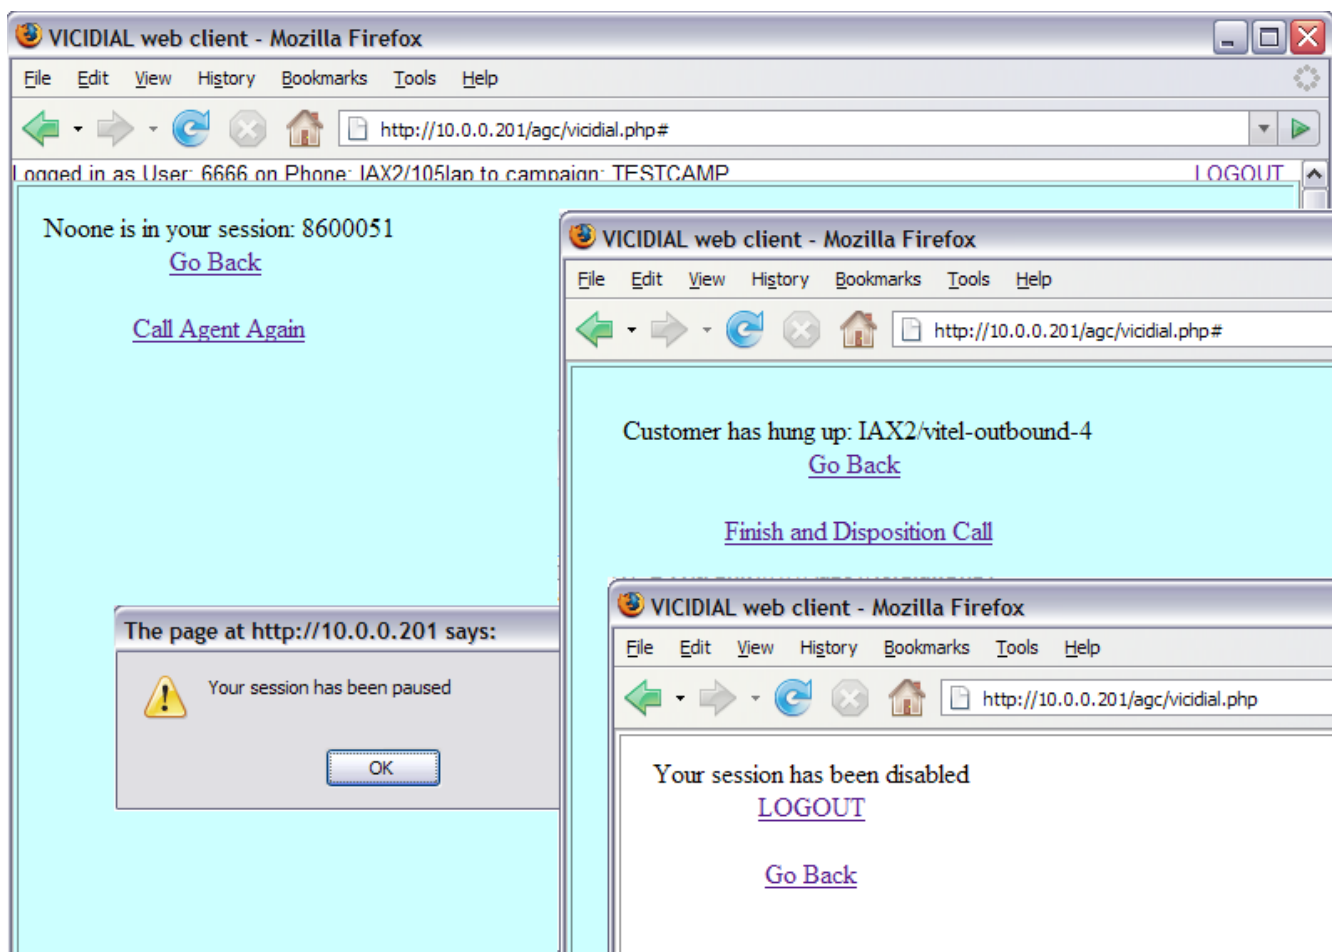 VICIDIAL web client - Mozilla Firefox
File Edit View History Bookmarks Tools Help
http://10.0.0.201/agc/vicidial.php#
Logged in as User: 6666 on Phone: IAX2/105lap to campaign: TESTCAMP LOGOUT
Noone is in your session: 8600051
Go Back
Call Agent Again
VICIDIAL web client - Mozilla Firefox
File Edit View History Bookmarks Tools Help
http://10.0.0.201/agc/vicidial.php#
Customer has hung up: IAX2/vitel-outbound-4
Go Back
Finish and Disposition Call
The page at http://10.0.0.201 says:
Your session has been paused
OK
VICIDIAL web client - Mozilla Firefox
File Edit View History Bookmarks Tools Help
http://10.0.0.201/agc/vicidial.php
Your session has been disabled
LOGOUT
Go Back